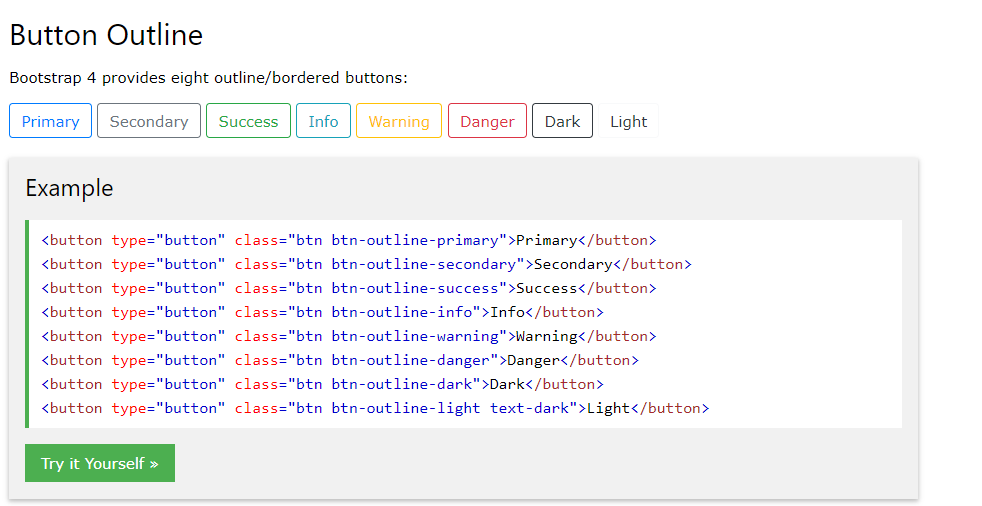 Button Outline
Bootstrap 4 provides eight outline/bordered buttons:
Primary Secondary Success Info Warning Danger Dark Light
Example
<button type="button" class="btn btn-outline-primary">Primary</button>
<button type="button" class="btn btn-outline-secondary">Secondary</button>
<button type="button" class="btn btn-outline-success">Success</button>
<button type="button" class="btn btn-outline-info">Info</button>
<button type="button" class="btn btn-outline-warning">Warning</button>
<button type="button" class="btn btn-outline-danger">Danger</button>
<button type="button" class="btn btn-outline-dark">Dark</button>
<button type="button" class="btn btn-outline-light text-dark">Light</button>
Try it Yourself »